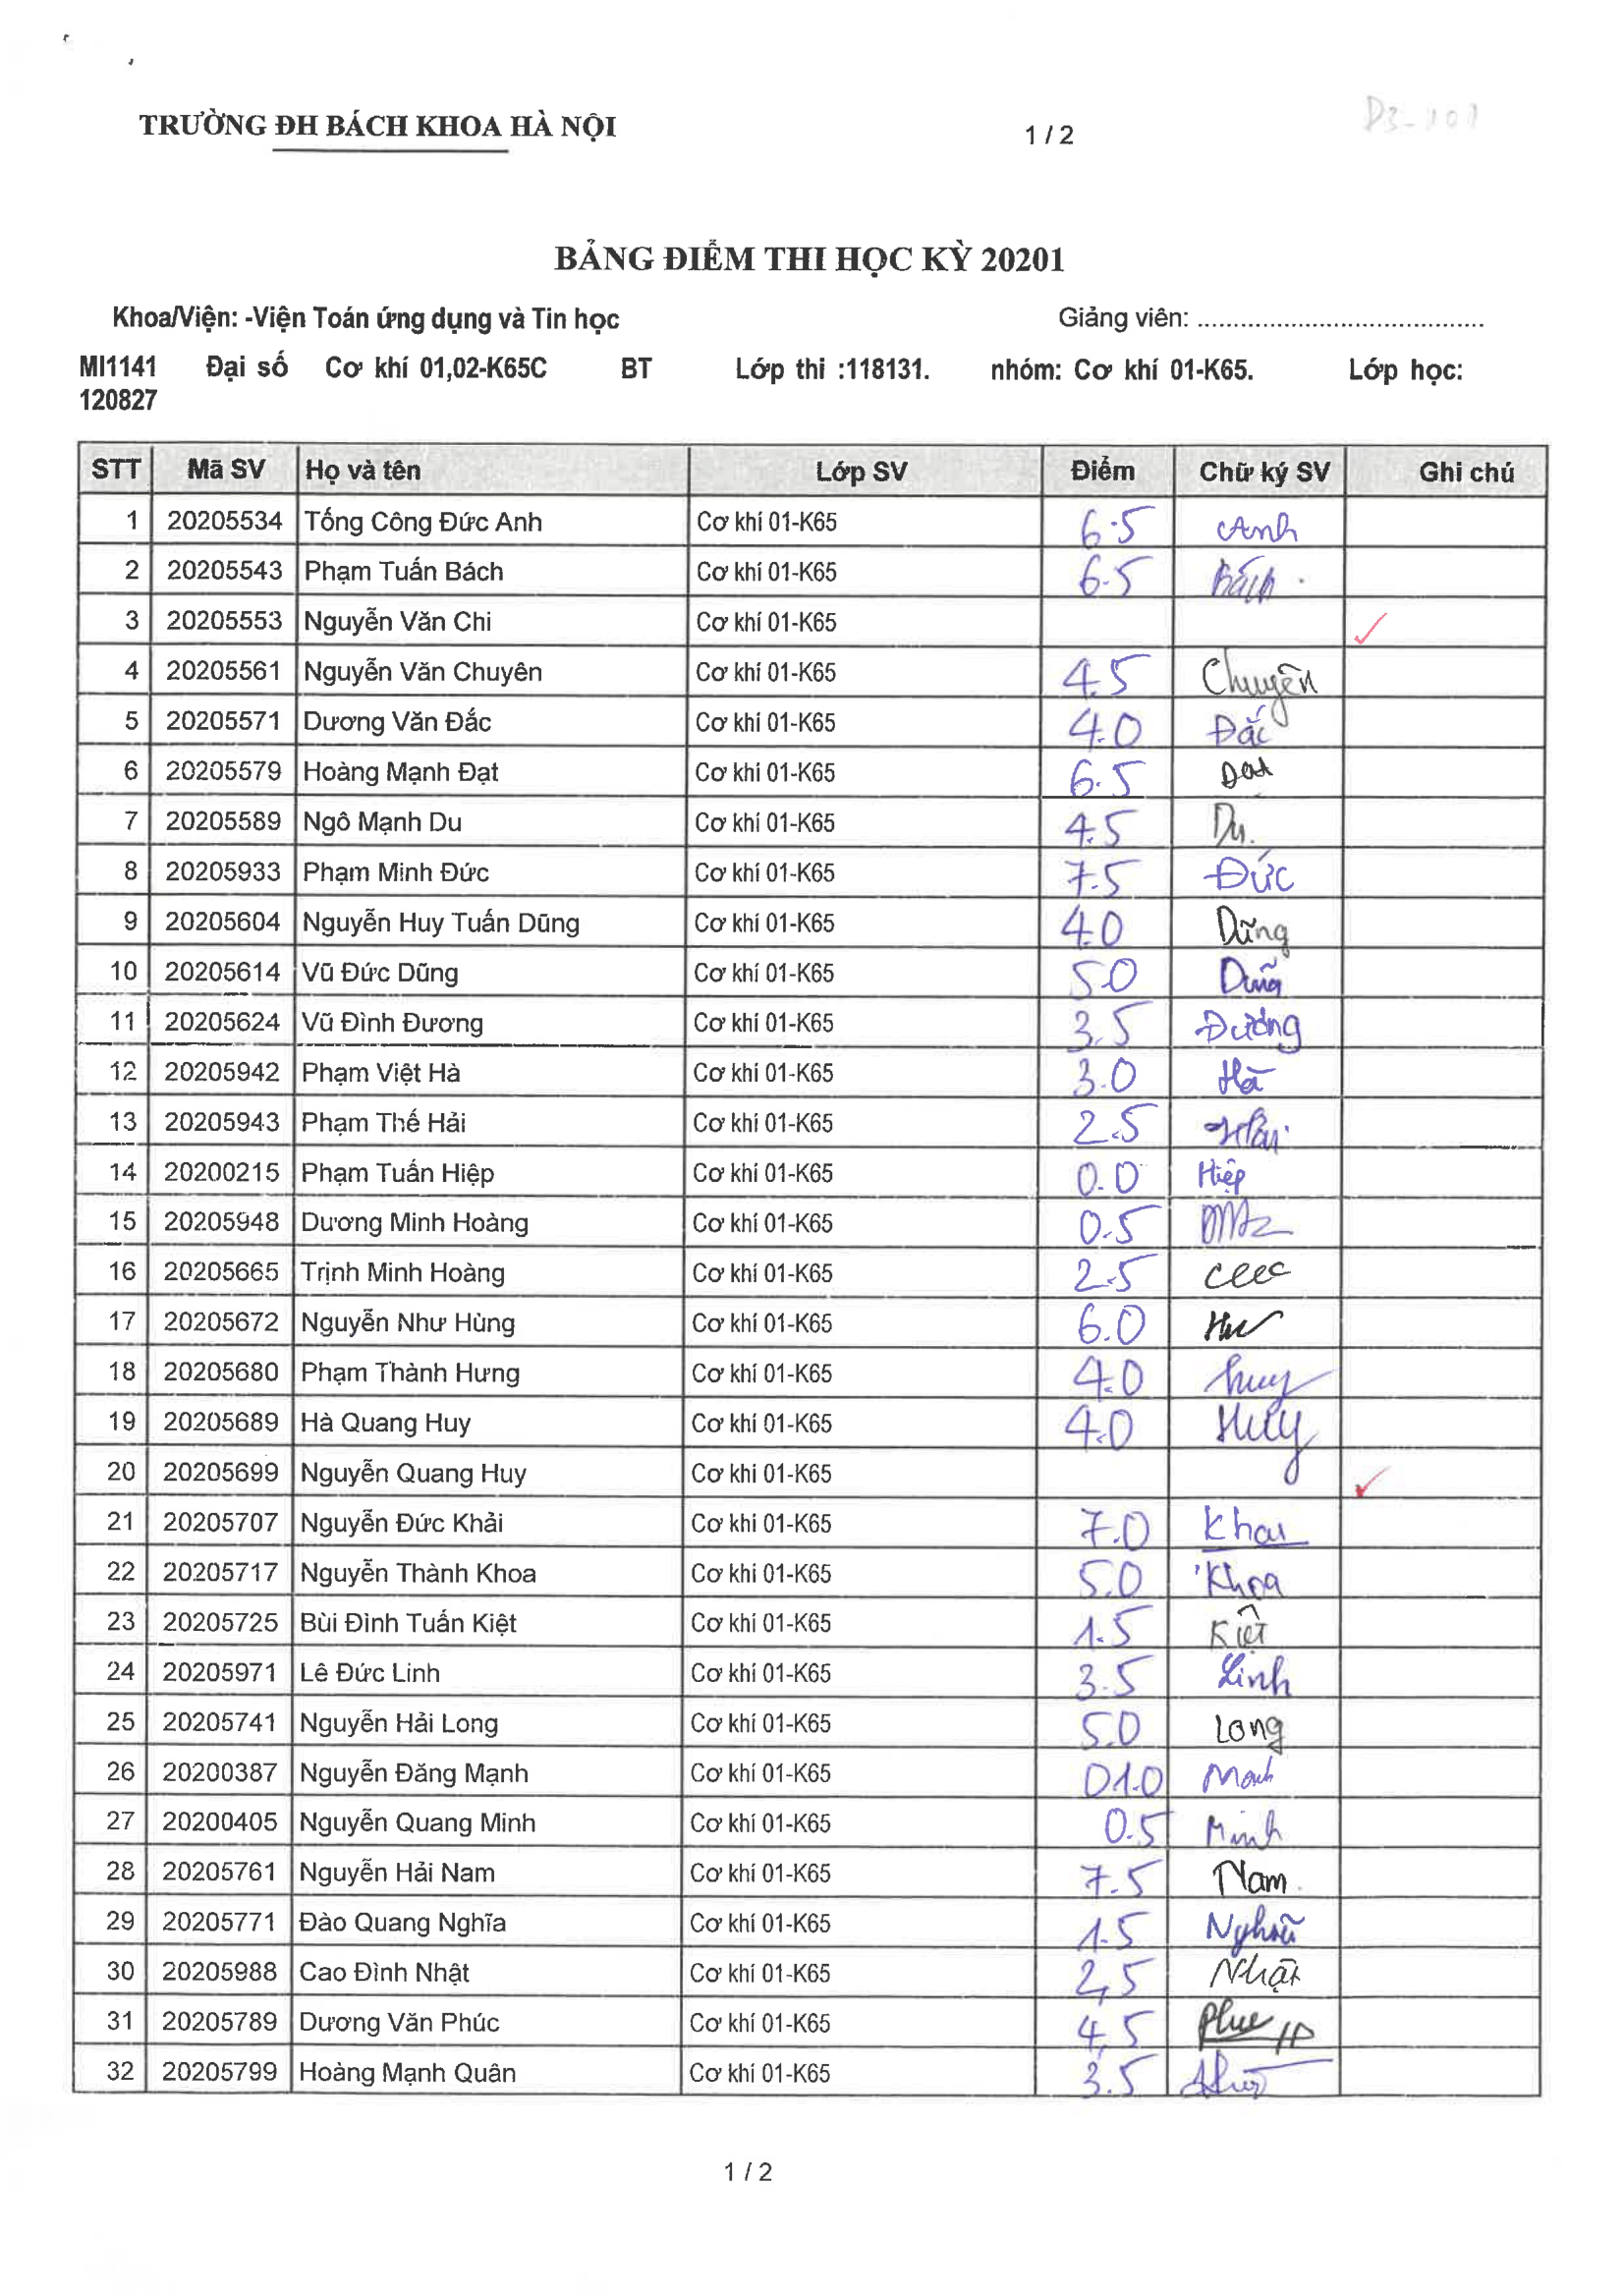 TRƯỜNG ĐH BÁCH KHOA HÀ NỘI 1 / 2 D3-101
BẢNG ĐIỂM THI HỌC KỲ 20201
Khoa/Viện: -Viện Toán ứng dụng và Tin học Giảng viên: ........................................
MI1141 Đại số Cơ khí 01,02-K65C BT Lớp thi :118131. nhóm: Cơ khí 01-K65. Lớp học:
120827
STT Mã SV Họ và tên Lớp SV Điểm Chữ ký SV Ghi chú
1 20205534 Tống Công Đức Anh Cơ khí 01-K65 6.5 Anh
2 20205543 Phạm Tuấn Bách Cơ khí 01-K65 6.5 Bách
3 20205553 Nguyễn Văn Chi Cơ khí 01-K65 ✓
4 20205561 Nguyễn Văn Chuyên Cơ khí 01-K65 4.5 Chuyên
5 20205571 Dương Văn Đắc Cơ khí 01-K65 4.0 Đắc
6 20205579 Hoàng Mạnh Đạt Cơ khí 01-K65 6.5 Đạt
7 20205589 Ngô Mạnh Du Cơ khí 01-K65 4.5 Du.
8 20205933 Phạm Minh Đức Cơ khí 01-K65 7.5 Đức
9 20205604 Nguyễn Huy Tuấn Dũng Cơ khí 01-K65 4.0 Dũng
10 20205614 Vũ Đức Dũng Cơ khí 01-K65 5.0 Dũng
11 20205624 Vũ Đình Đương Cơ khí 01-K65 3.5 Đương
12 20205942 Phạm Việt Hà Cơ khí 01-K65 3.0 Hà
13 20205943 Phạm Thế Hải Cơ khí 01-K65 2.5 Hải
14 20200215 Phạm Tuấn Hiệp Cơ khí 01-K65 0.0 Hiệp
15 20205948 Dương Minh Hoàng Cơ khí 01-K65 0.5
16 20205665 Trịnh Minh Hoàng Cơ khí 01-K65 2.5
17 20205672 Nguyễn Như Hùng Cơ khí 01-K65 6.0
18 20205680 Phạm Thành Hưng Cơ khí 01-K65 4.0
19 20205689 Hà Quang Huy Cơ khí 01-K65 4.0 Huy
20 20205699 Nguyễn Quang Huy Cơ khí 01-K65 ✓
21 20205707 Nguyễn Đức Khải Cơ khí 01-K65 7.0 Khai
22 20205717 Nguyễn Thành Khoa Cơ khí 01-K65 5.0 Khoa
23 20205725 Bùi Đình Tuấn Kiệt Cơ khí 01-K65 1.5 Kiệt
24 20205971 Lê Đức Linh Cơ khí 01-K65 3.5 Linh
25 20205741 Nguyễn Hải Long Cơ khí 01-K65 5.0 Long
26 20200387 Nguyễn Đăng Mạnh Cơ khí 01-K65 01.0 Manh
27 20200405 Nguyễn Quang Minh Cơ khí 01-K65 0.5 Minh
28 20205761 Nguyễn Hải Nam Cơ khí 01-K65 7.5 Nam.
29 20205771 Đào Quang Nghĩa Cơ khí 01-K65 1.5 Nghĩa
30 20205988 Cao Đình Nhật Cơ khí 01-K65 2,5 Nhật
31 20205789 Dương Văn Phúc Cơ khí 01-K65 4,5 Phuc
32 20205799 Hoàng Mạnh Quân Cơ khí 01-K65 3.5
1 / 2